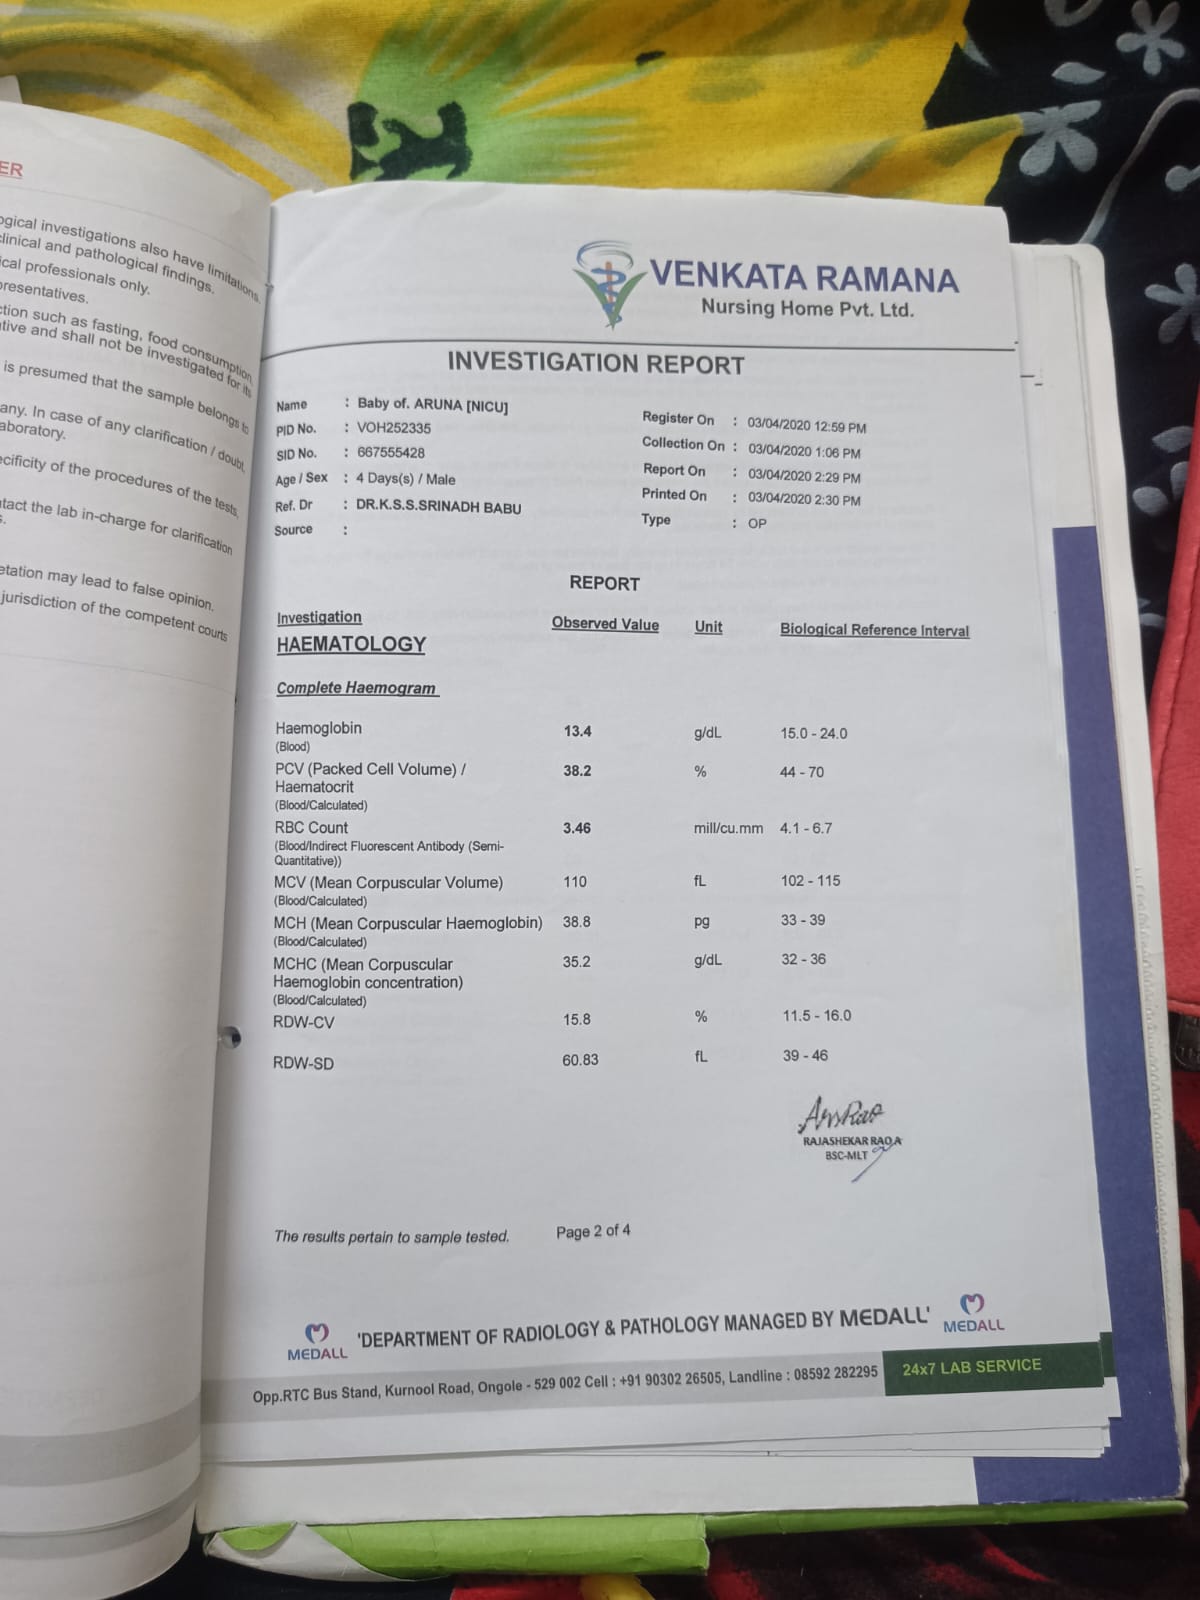 ER
ogical investigations also have limitations.
clinical and pathological findings.
ical professionals only.
presentatives.
ction such as fasting, food consumption,
ative and shall not be investigated for its
is presumed that the sample belongs to
any. In case of any clarification / doubt,
aboratory.
ecificity of the procedures of the tests.
ntact the lab in-charge for clarification
s.
etation may lead to false opinion.
jurisdiction of the competent courts
VENKATA RAMANA
Nursing Home Pvt. Ltd.
INVESTIGATION REPORT
Name : Baby of. ARUNA [NICU]
PID No. : VOH252335
SID No. : 667555428
Age / Sex : 4 Days(s) / Male
Ref. Dr : DR.K.S.S.SRINADH BABU
Source :
Register On : 03/04/2020 12:59 PM
Collection On : 03/04/2020 1:06 PM
Report On : 03/04/2020 2:29 PM
Printed On : 03/04/2020 2:30 PM
Type : OP
REPORT
Investigation Observed Value Unit Biological Reference Interval
HAEMATOLOGY
Complete Haemogram
Haemoglobin 13.4 g/dL 15.0 - 24.0
(Blood)
PCV (Packed Cell Volume) / 38.2 % 44 - 70
Haematocrit
(Blood/Calculated)
RBC Count 3.46 mill/cu.mm 4.1 - 6.7
(Blood/Indirect Fluorescent Antibody (Semi-
Quantitative))
MCV (Mean Corpuscular Volume) 110 fL 102 - 115
(Blood/Calculated)
MCH (Mean Corpuscular Haemoglobin) 38.8 pg 33 - 39
(Blood/Calculated)
MCHC (Mean Corpuscular 35.2 g/dL 32 - 36
Haemoglobin concentration)
(Blood/Calculated)
RDW-CV 15.8 % 11.5 - 16.0
RDW-SD 60.83 fL 39 - 46
RAJASHEKAR RAO.A
BSC-MLT
The results pertain to sample tested. Page 2 of 4
MEDALL 'DEPARTMENT OF RADIOLOGY & PATHOLOGY MANAGED BY MEDALL' MEDALL
Opp.RTC Bus Stand, Kurnool Road, Ongole - 529 002 Cell : +91 90302 26505, Landline : 08592 282295 24x7 LAB SERVICE